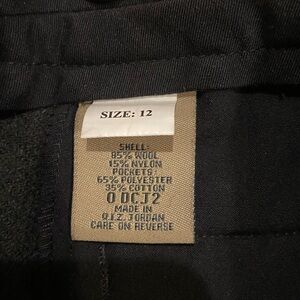 SIZE: 12
SHELL:
85% WOOL
15% NYLON
POCKETS:
65% POLYESTER
35% COTTON
0 DCJ2
MADE IN
Q.I.Z. JORDAN
CARE ON REVERSE